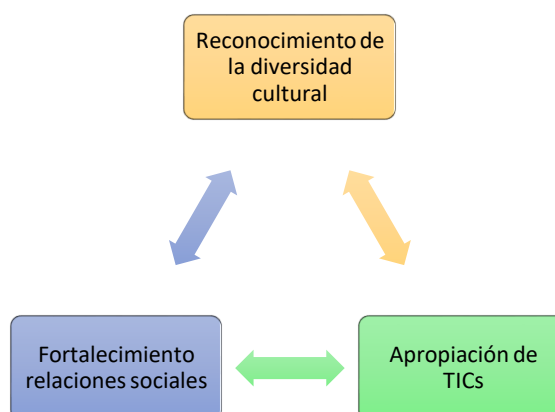 Reconocimiento de
la diversidad
cultural
Fortalecimiento
relaciones sociales
Apropiación de
TICs